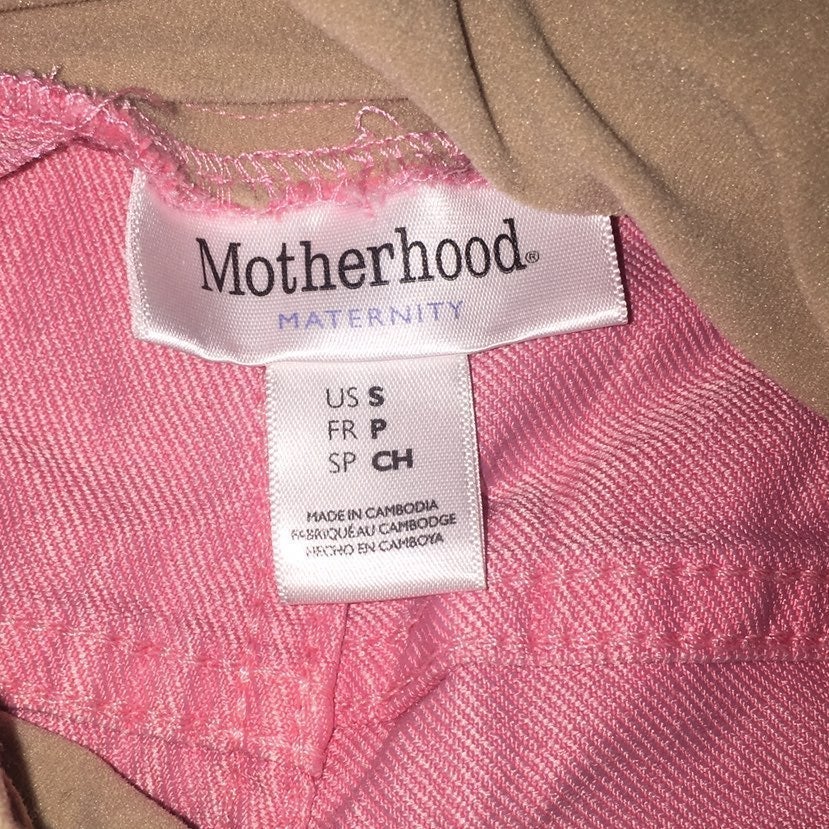 Motherhood®
MATERNITY
US S
FR P
SP CH
MADE IN CAMBODIA
FABRIQUÉ AU CAMBODGE
HECHO EN CAMBOYA